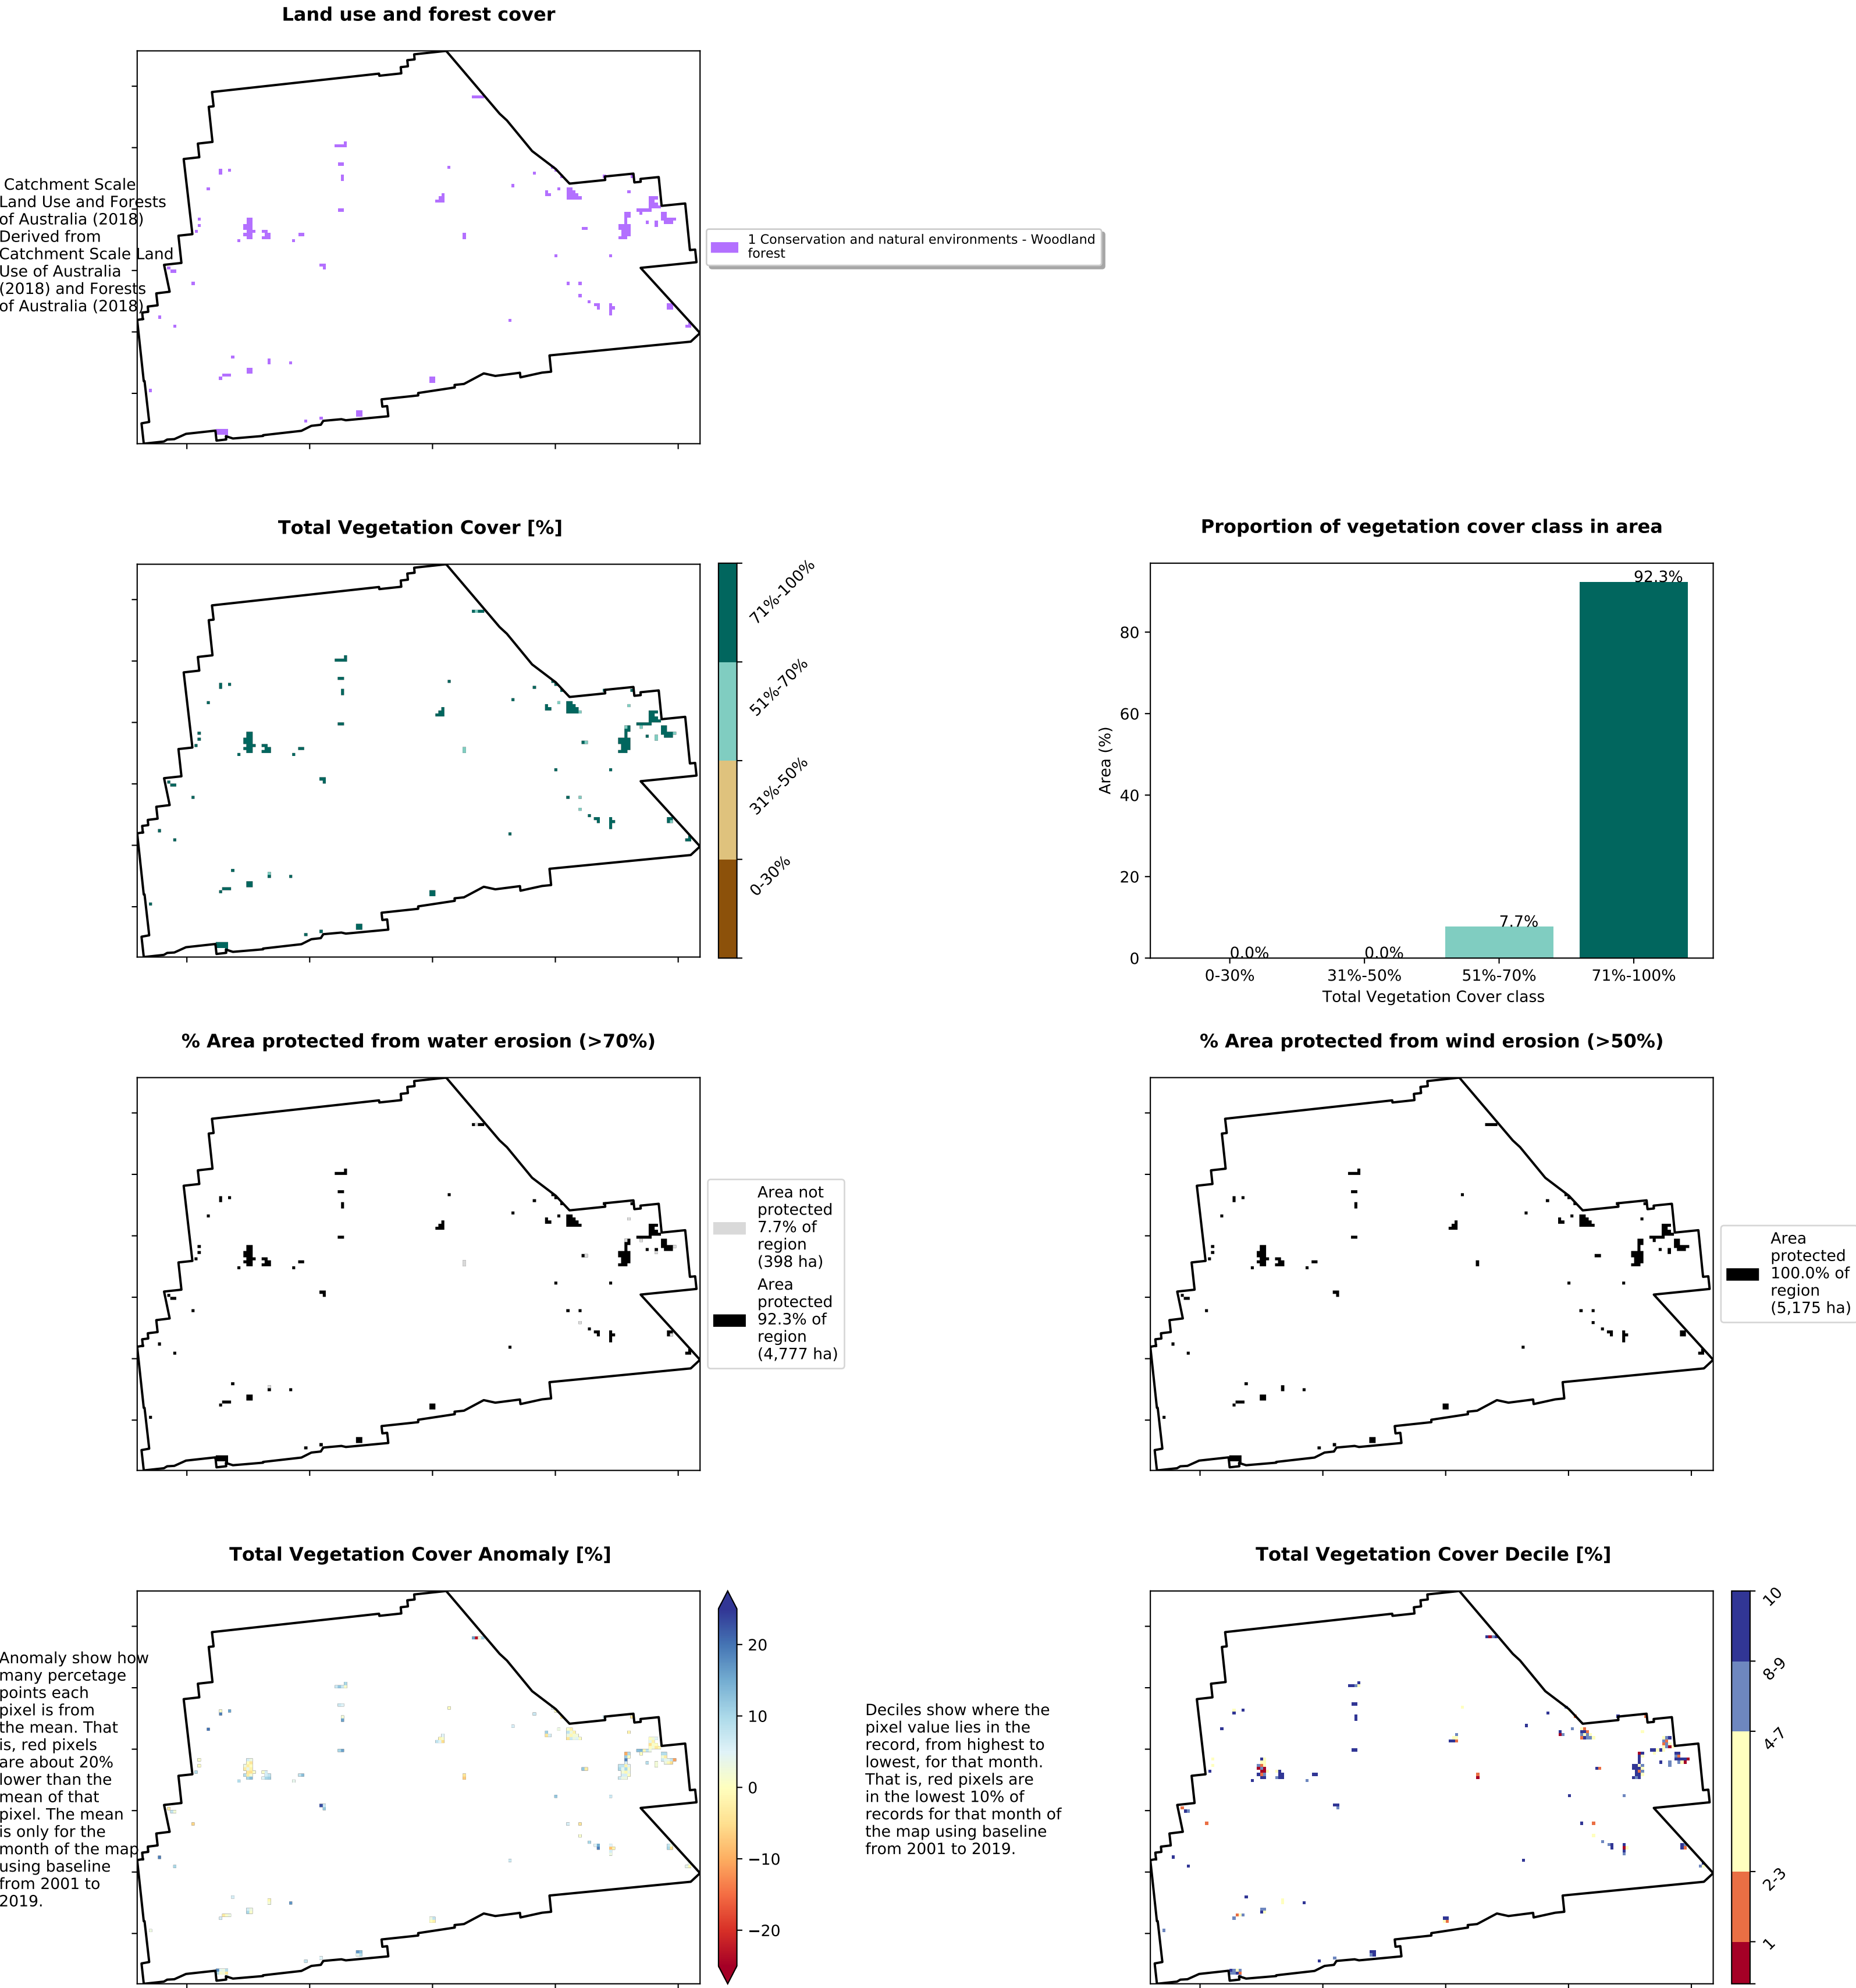 Land use and forest cover
Catchment Scale
Land Use and Forests
of Australia (2018)
Derived from
Catchment Scale Land
Use of Australia
(2018) and Forests
of Australia (2018)
1 Conservation and natural environments - Woodland
forest
Total Vegetation Cover [%]
71%-100%
51%-70%
31%-50%
0-30%
Proportion of vegetation cover class in area
Area (%)
80
60
40
20
0
0.0%
0.0%
7.7%
92.3%
0-30%
31%-50%
51%-70%
71%-100%
Total Vegetation Cover class
% Area protected from water erosion (>70%)
Area not
protected
7.7% of
region
(398 ha)
Area
protected
92.3% of
region
(4,777 ha)
% Area protected from wind erosion (>50%)
Area
protected
100.0% of
region
(5,175 ha)
Total Vegetation Cover Anomaly [%]
Anomaly show how
many percetage
points each
pixel is from
the mean. That
is, red pixels
are about 20%
lower than the
mean of that
pixel. The mean
is only for the
month of the map
using baseline
from 2001 to
2019.
20
10
0
−10
−20
Total Vegetation Cover Decile [%]
Deciles show where the
pixel value lies in the
record, from highest to
lowest, for that month.
That is, red pixels are
in the lowest 10% of
records for that month of
the map using baseline
from 2001 to 2019.
10
8-9
4-7
2-3
1